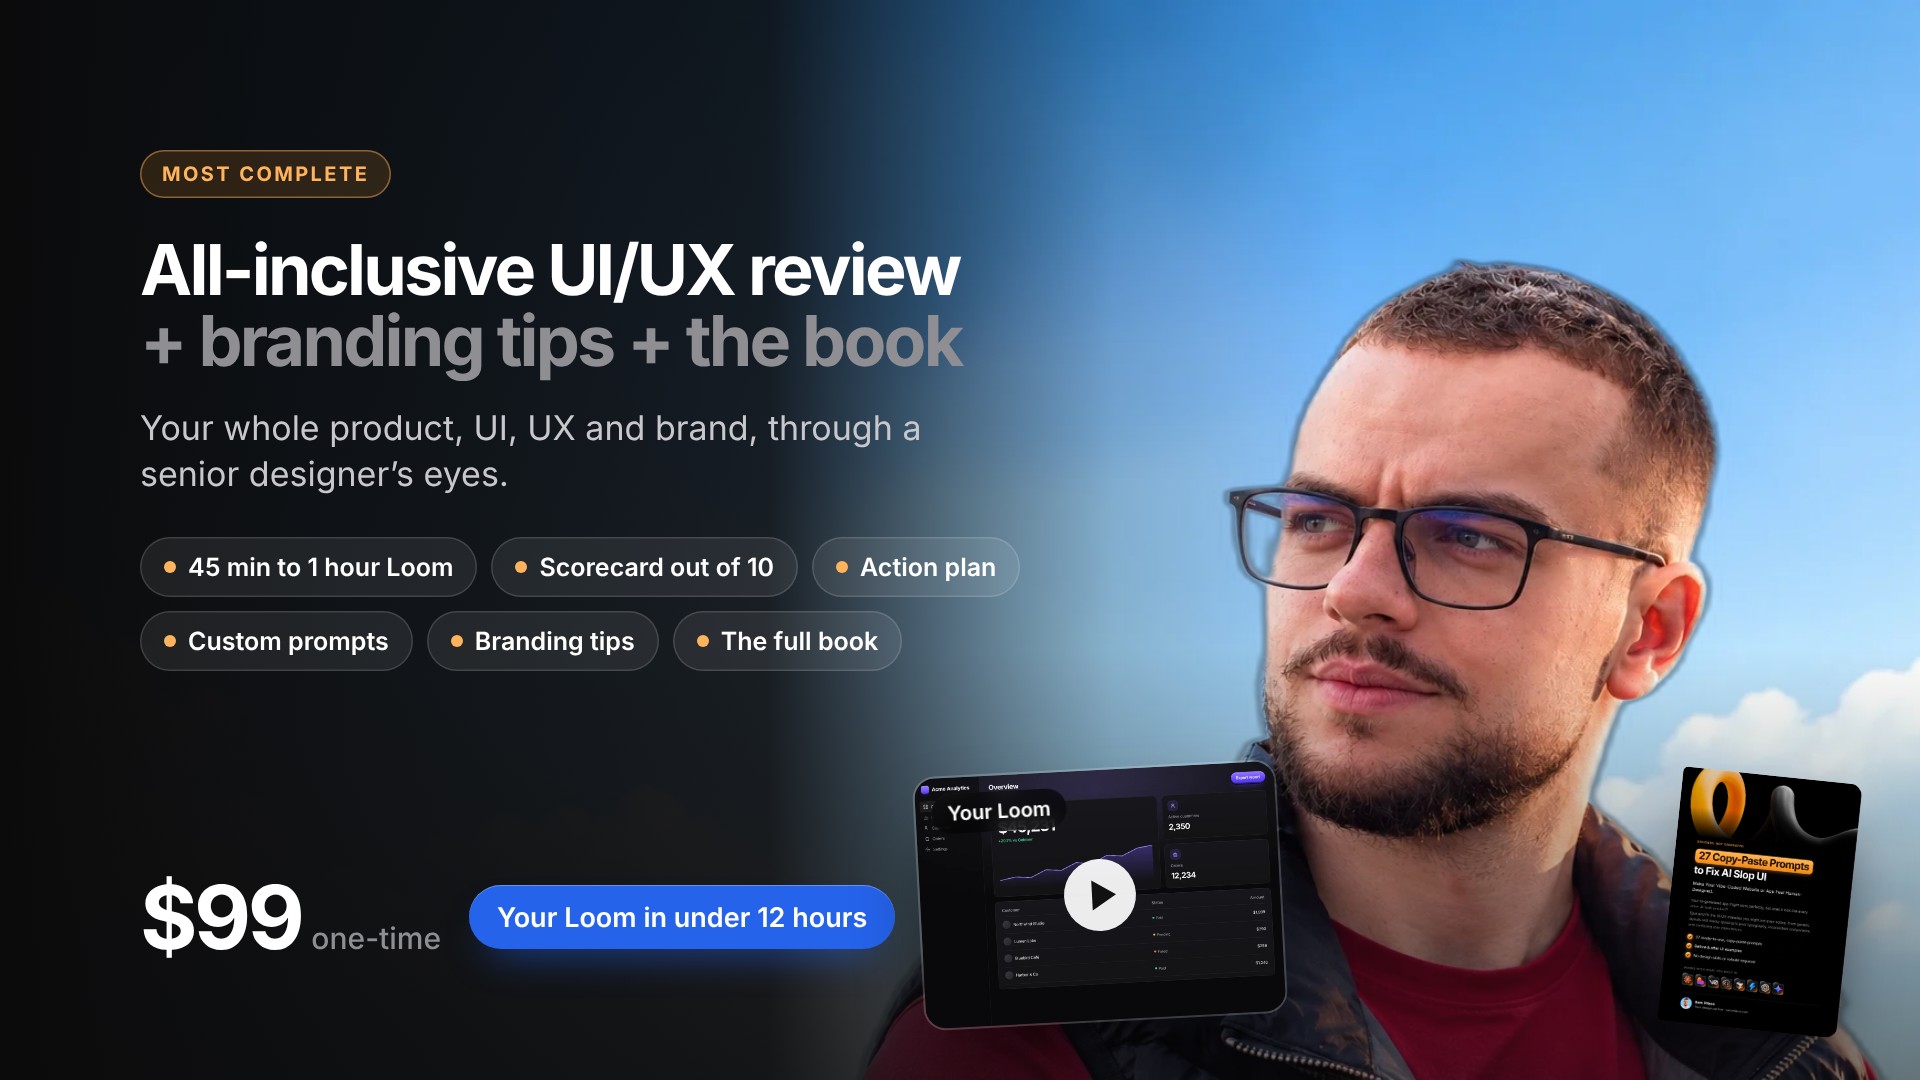 MOST COMPLETE
All-inclusive UI/UX review
+ branding tips + the book
Your whole product, UI, UX and brand, through a
senior designer’s eyes.
45 min to 1 hour Loom
Scorecard out of 10
Action plan
Custom prompts
Branding tips
The full book
$99 one-time
Your Loom in under 12 hours
Acme Analytics
Overview
Your Loom
2,350
12,234
27 Copy-Paste Prompts
to Fix AI Slop UI